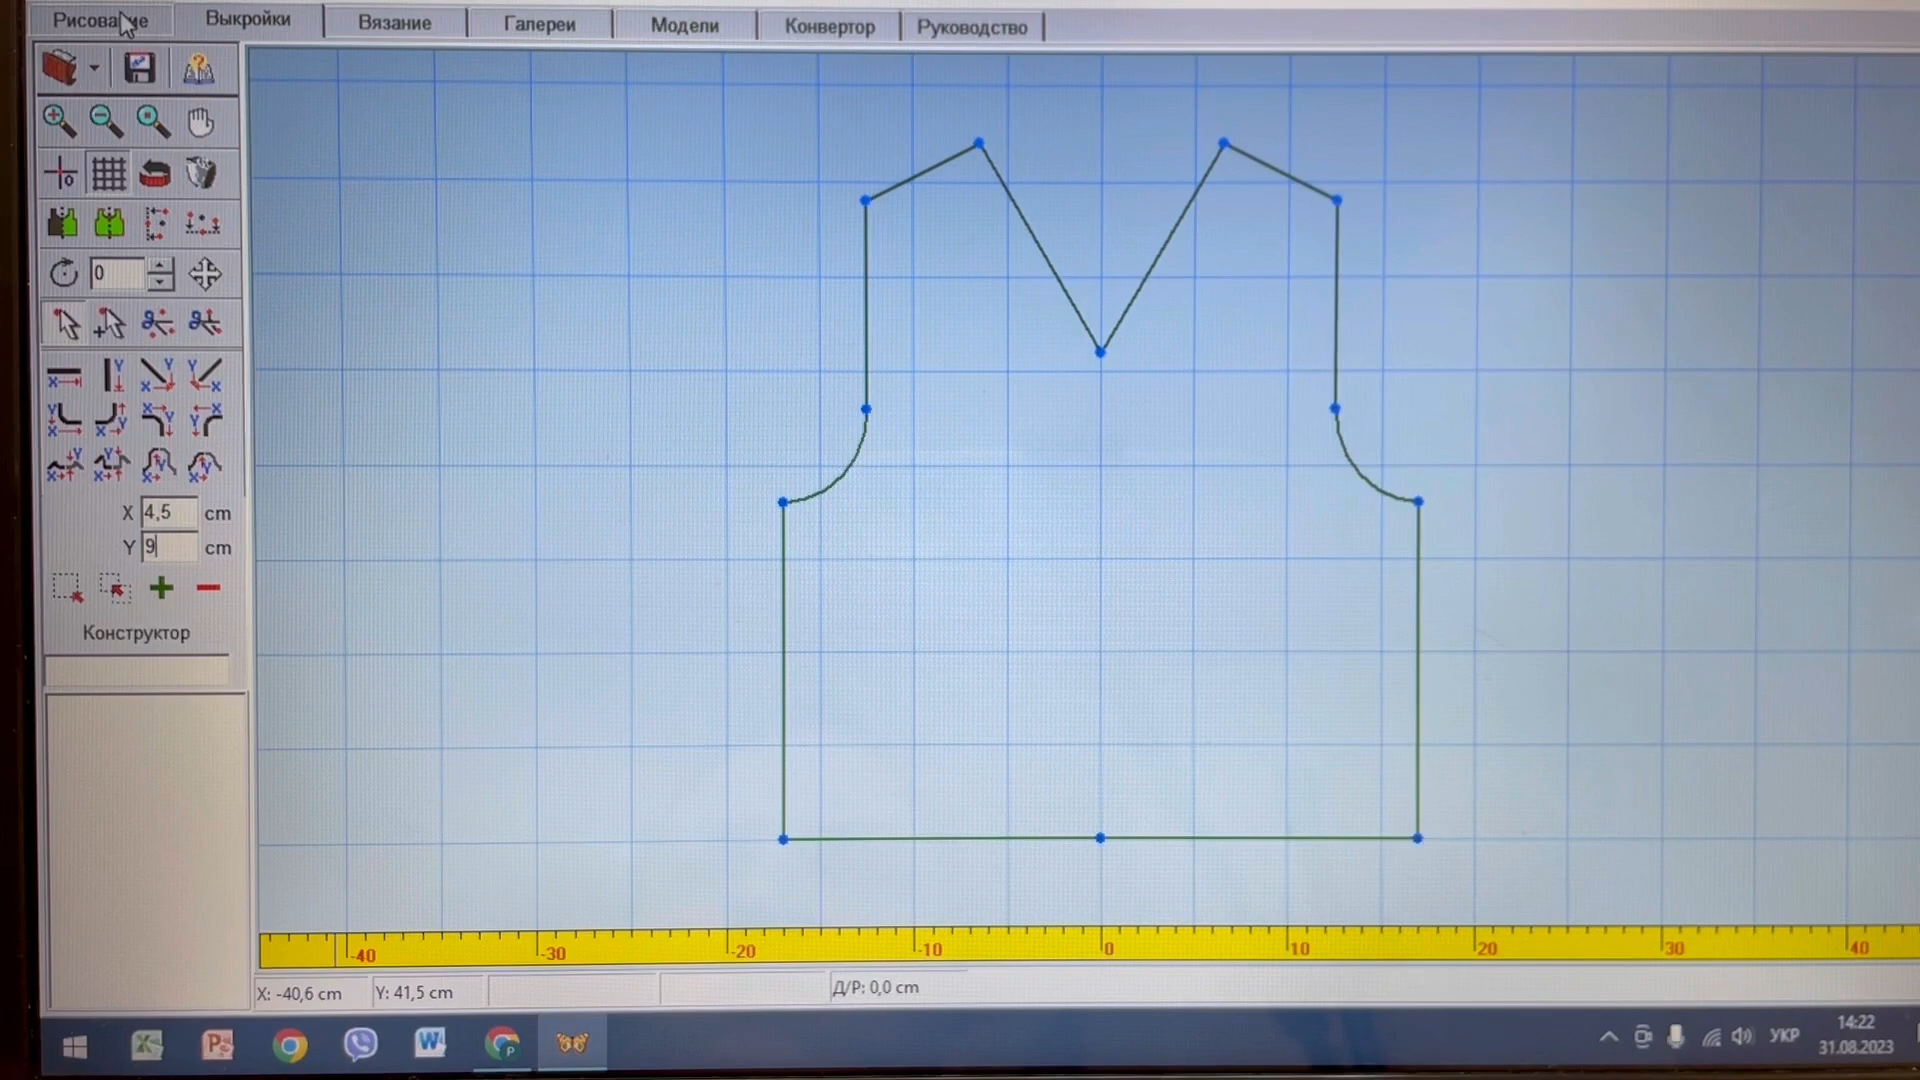 Рисование
Выкройки
Вязание
Галереи
Модели
Конвертор
Руководство
0
X 4,5 cm
Y 9 cm
Конструктор
-40 -30 -20 -10 0 10 20 30 40
X: -40,6 cm Y: 41,5 cm Д/Р: 0,0 cm
УКР
14:22
31.08.2023